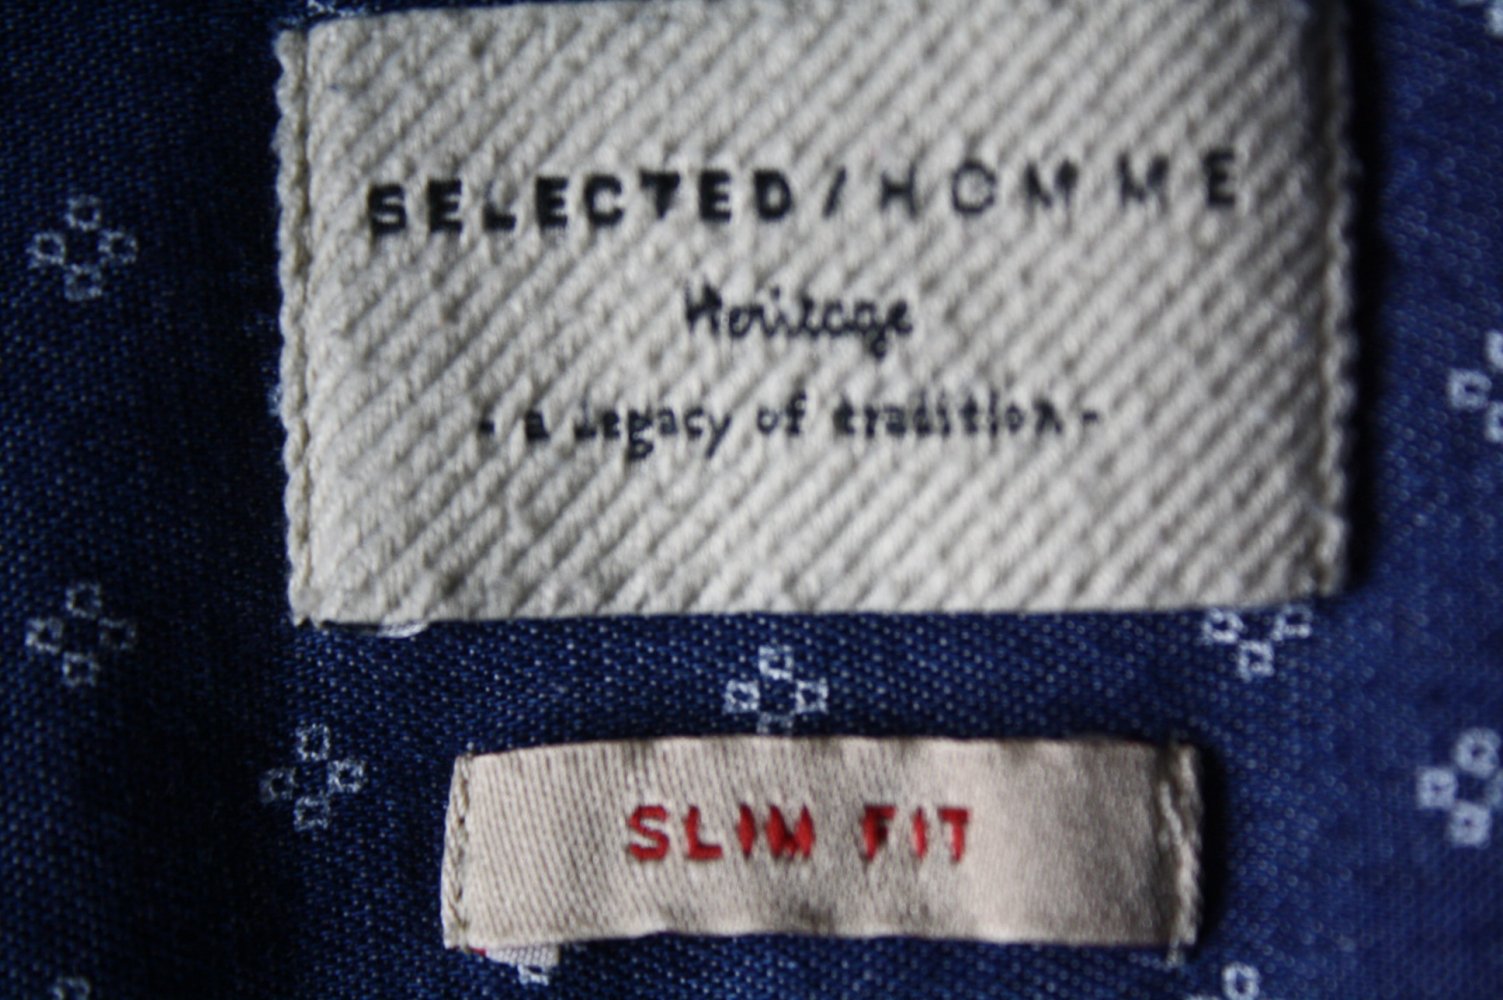 SELECTED/HOMME
Heritage
- a legacy of tradition -
SLIM FIT